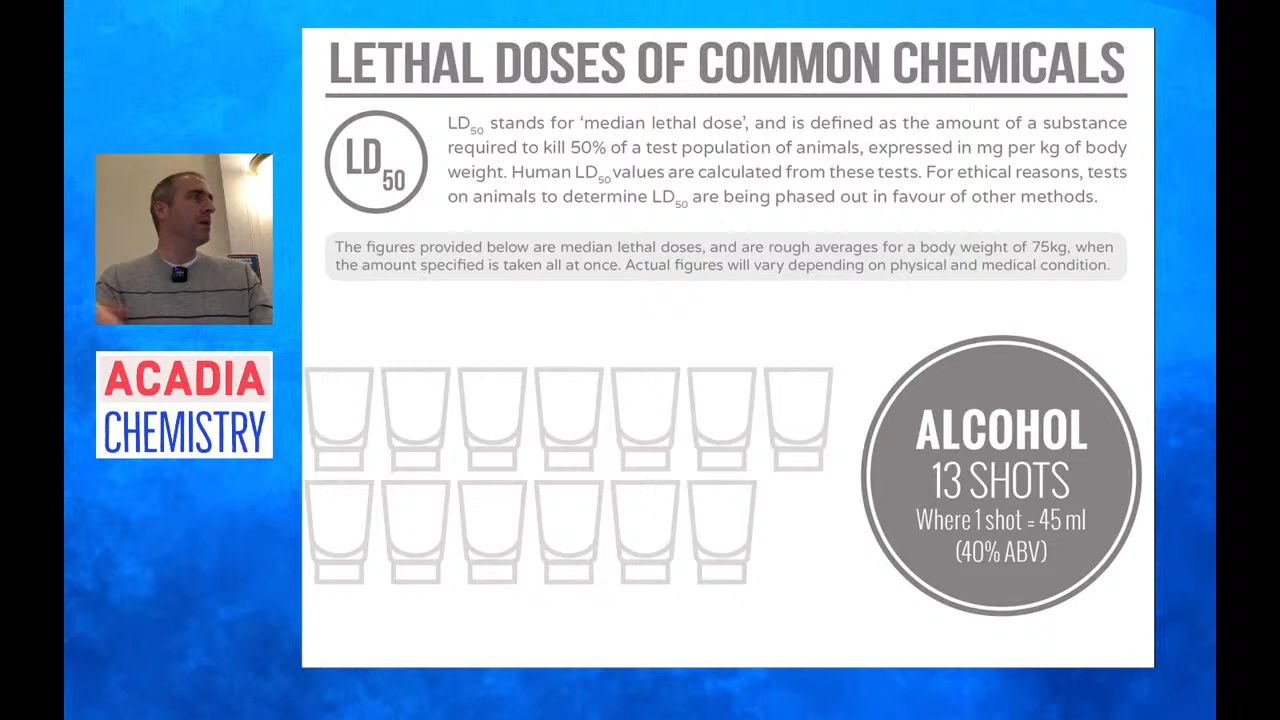 LETHAL DOSES OF COMMON CHEMICALS
LD50
LD50 stands for ‘median lethal dose’, and is defined as the amount of a substance
required to kill 50% of a test population of animals, expressed in mg per kg of body
weight. Human LD50 values are calculated from these tests. For ethical reasons, tests
on animals to determine LD50 are being phased out in favour of other methods.
The figures provided below are median lethal doses, and are rough averages for a body weight of 75kg, when
the amount specified is taken all at once. Actual figures will vary depending on physical and medical condition.
ACADIA
CHEMISTRY
ALCOHOL
13 SHOTS
Where 1 shot = 45 ml
(40% ABV)